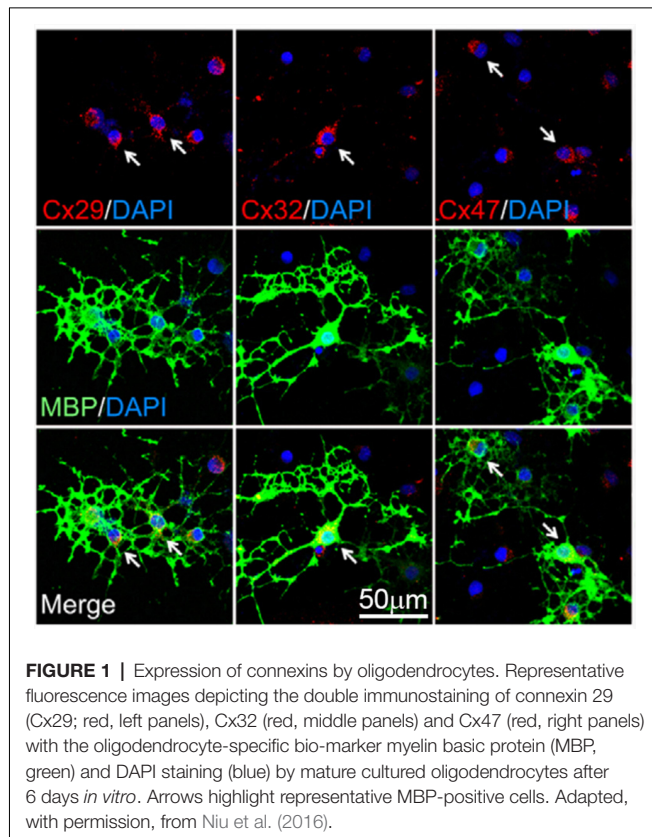 Cx29/DAPI
Cx32/DAPI
Cx47/DAPI
MBP/DAPI
Merge
50μm
FIGURE 1 | Expression of connexins by oligodendrocytes. Representative
fluorescence images depicting the double immunostaining of connexin 29
(Cx29; red, left panels), Cx32 (red, middle panels) and Cx47 (red, right panels)
with the oligodendrocyte-specific bio-marker myelin basic protein (MBP,
green) and DAPI staining (blue) by mature cultured oligodendrocytes after
6 days in vitro. Arrows highlight representative MBP-positive cells. Adapted,
with permission, from Niu et al. (2016).